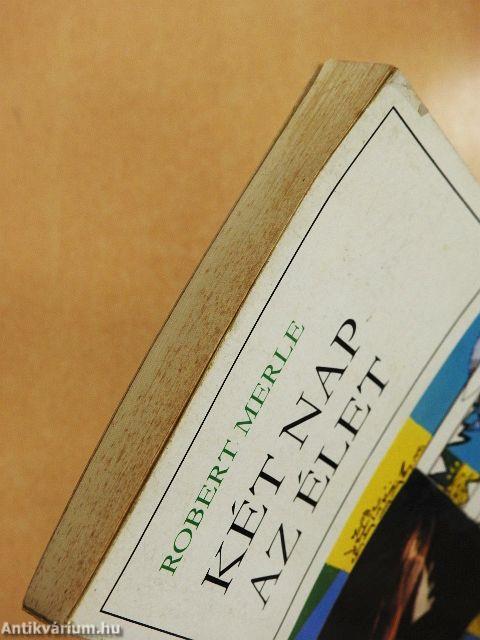 ROBERT MERLE
KÉT NAP
AZ ÉLET
Antikvárium.hu